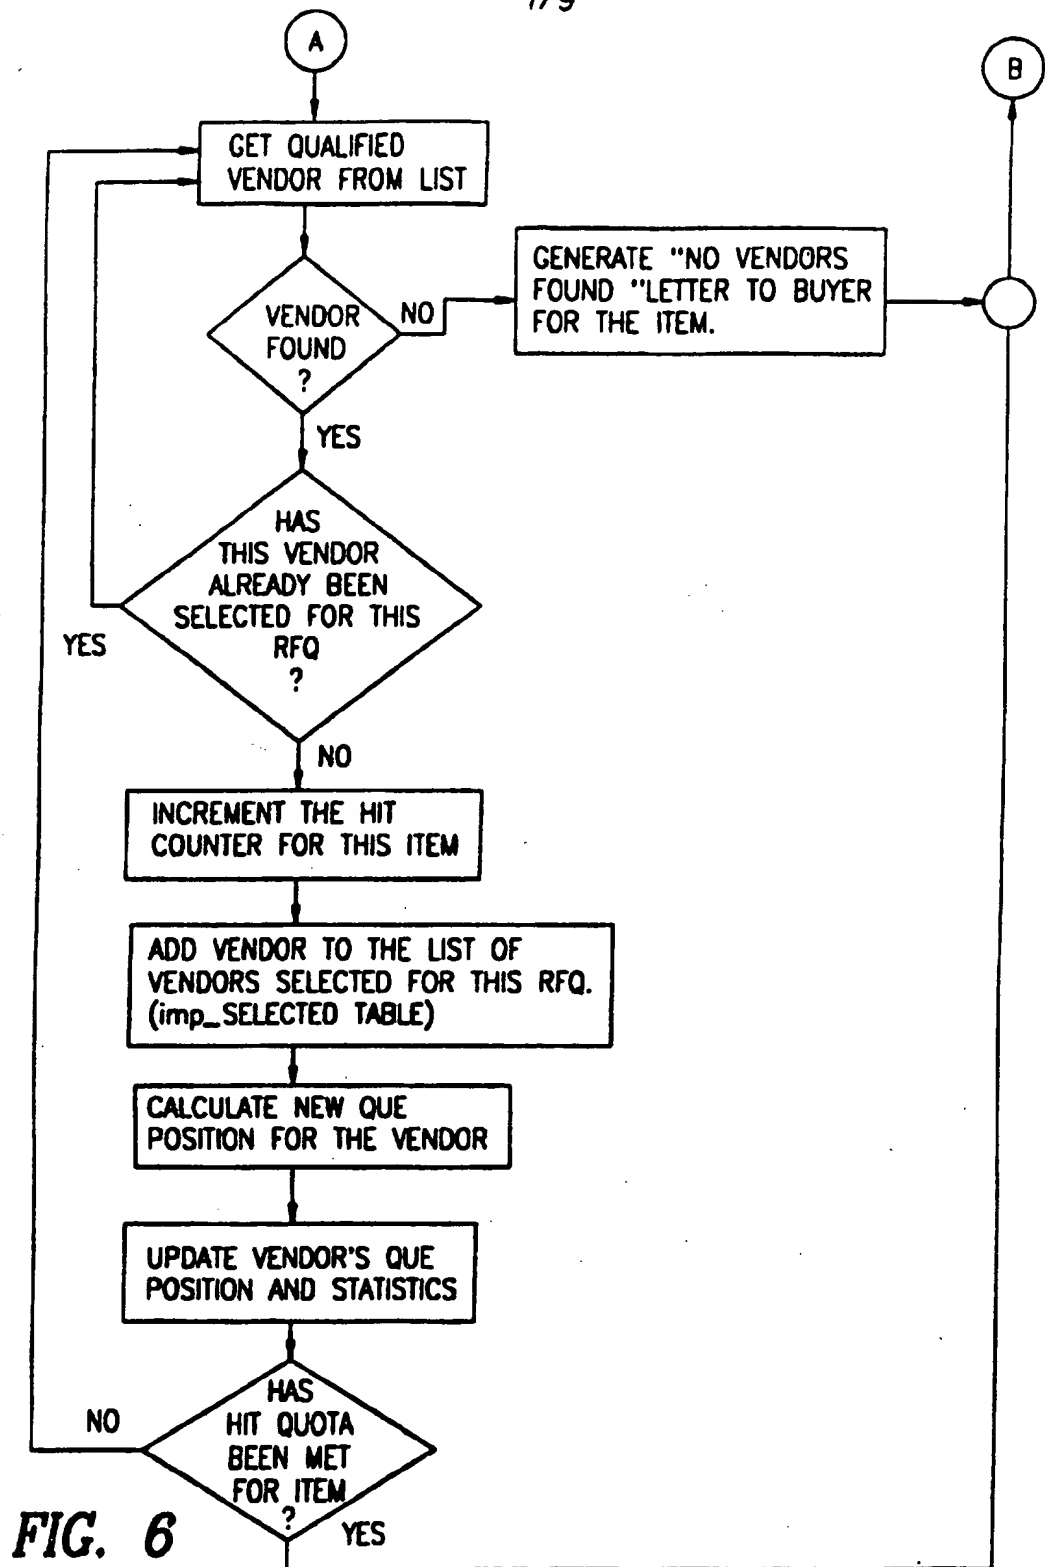 A
B
GET QUALIFIED
VENDOR FROM LIST
GENERATE "NO VENDORS
FOUND "LETTER TO BUYER
FOR THE ITEM.
VENDOR
FOUND
?
NO
YES
HAS
THIS VENDOR
ALREADY BEEN
SELECTED FOR THIS
RFQ
?
YES
NO
INCREMENT THE HIT
COUNTER FOR THIS ITEM
ADD VENDOR TO THE LIST OF
VENDORS SELECTED FOR THIS RFQ.
(imp_SELECTED TABLE)
CALCULATE NEW QUE
POSITION FOR THE VENDOR
UPDATE VENDOR'S QUE
POSITION AND STATISTICS
HAS
HIT QUOTA
BEEN MET
FOR ITEM
?
NO
YES
FIG. 6